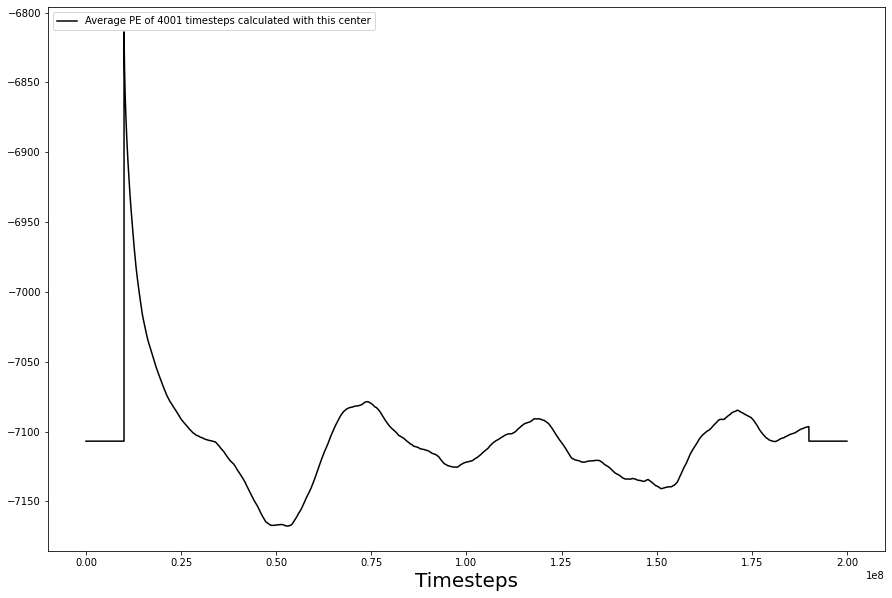 Average PE of 4001 timesteps calculated with this center
−6800
−6850
−6900
−6950
−7000
−7050
−7100
−7150
0.00 0.25 0.50 0.75 1.00 1.25 1.50 1.75 2.00
1e8
Timesteps